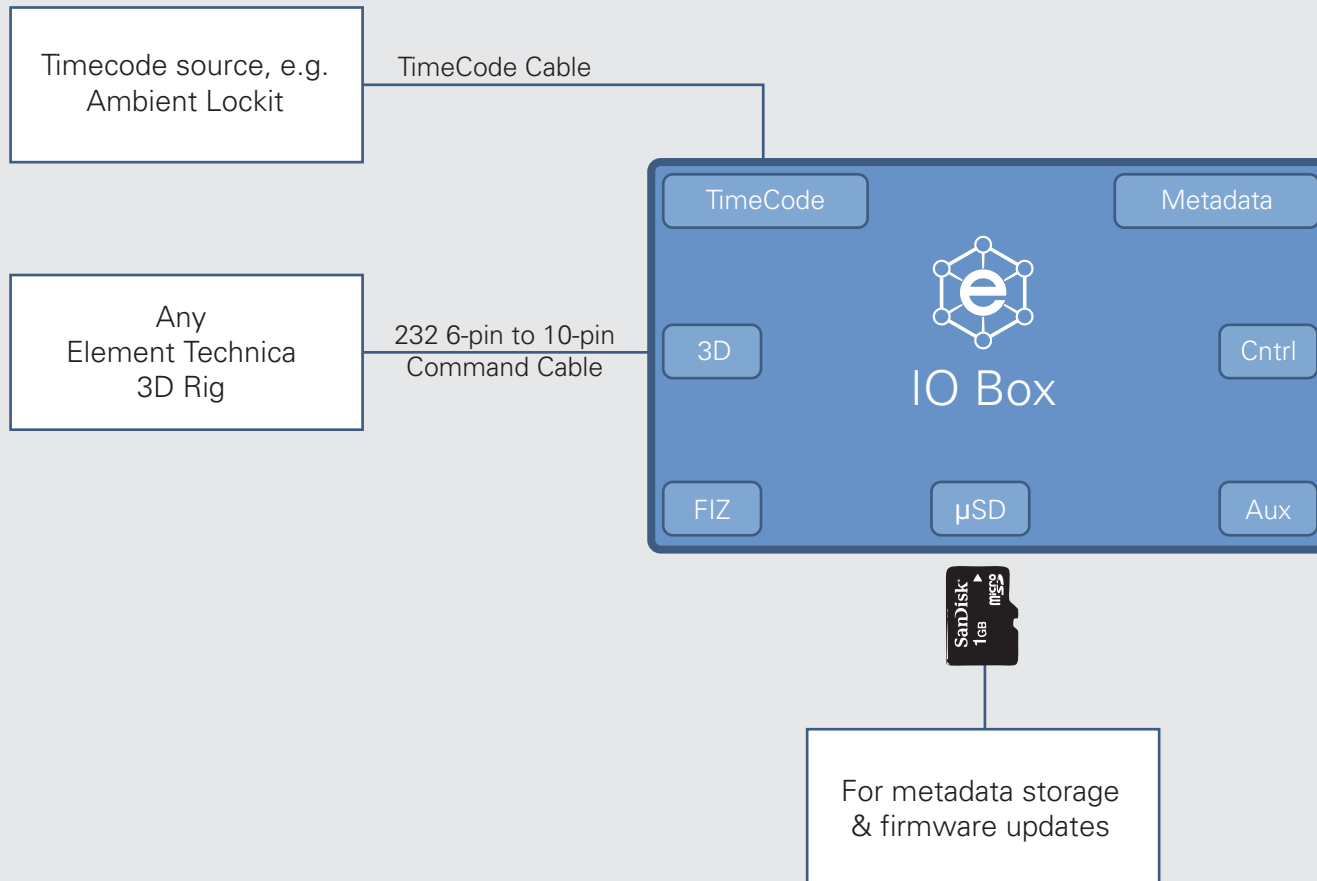 Timecode source, e.g.
Ambient Lockit
TimeCode Cable
TimeCode
Metadata
Any
Element Technica
3D Rig
232 6-pin to 10-pin
Command Cable
3D
e
IO Box
Cntrl
FIZ
µSD
Aux
SanDisk
1GB
micro
SD
For metadata storage
& firmware updates